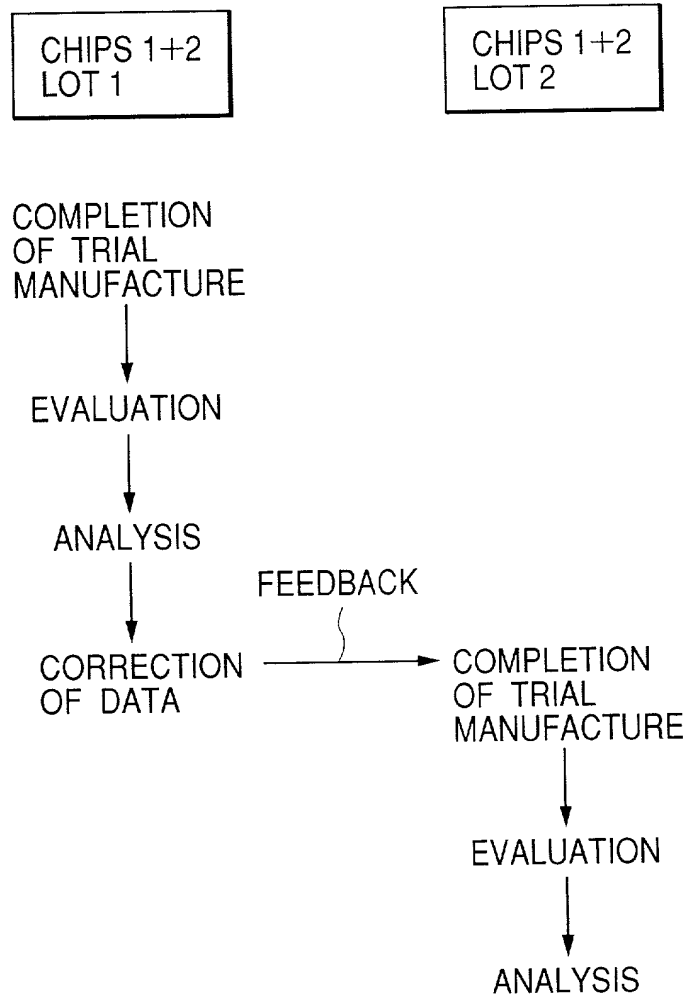 CHIPS 1+2
LOT 1
CHIPS 1+2
LOT 2
COMPLETION
OF TRIAL
MANUFACTURE
EVALUATION
ANALYSIS
FEEDBACK
CORRECTION
OF DATA
COMPLETION
OF TRIAL
MANUFACTURE
EVALUATION
ANALYSIS